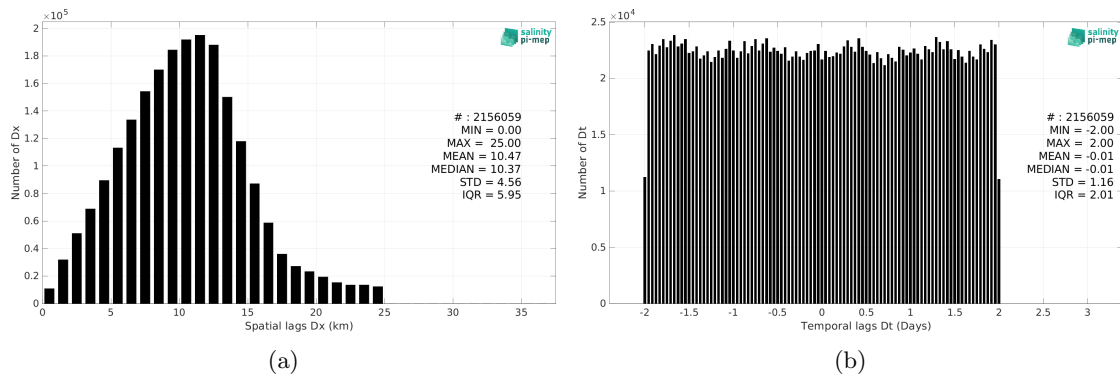 ×10⁵
2
1.8
1.6
1.4
1.2
1
0.8
0.6
0.4
0.2
0
0 5 10 15 20 25 30 35
Number of Dx
Spatial lags Dx (km)
salinity
pi-mep
# : 2156059
MIN = 0.00
MAX = 25.00
MEAN = 10.47
MEDIAN = 10.37
STD = 4.56
IQR = 5.95
(a)
×10⁴
2.5
2
1.5
1
0.5
0
-2 -1.5 -1 -0.5 0 0.5 1 1.5 2 2.5 3
Number of Dt
Temporal lags Dt (Days)
salinity
pi-mep
# : 2156059
MIN = -2.00
MAX = 2.00
MEAN = -0.01
MEDIAN = -0.01
STD = 1.16
IQR = 2.01
(b)